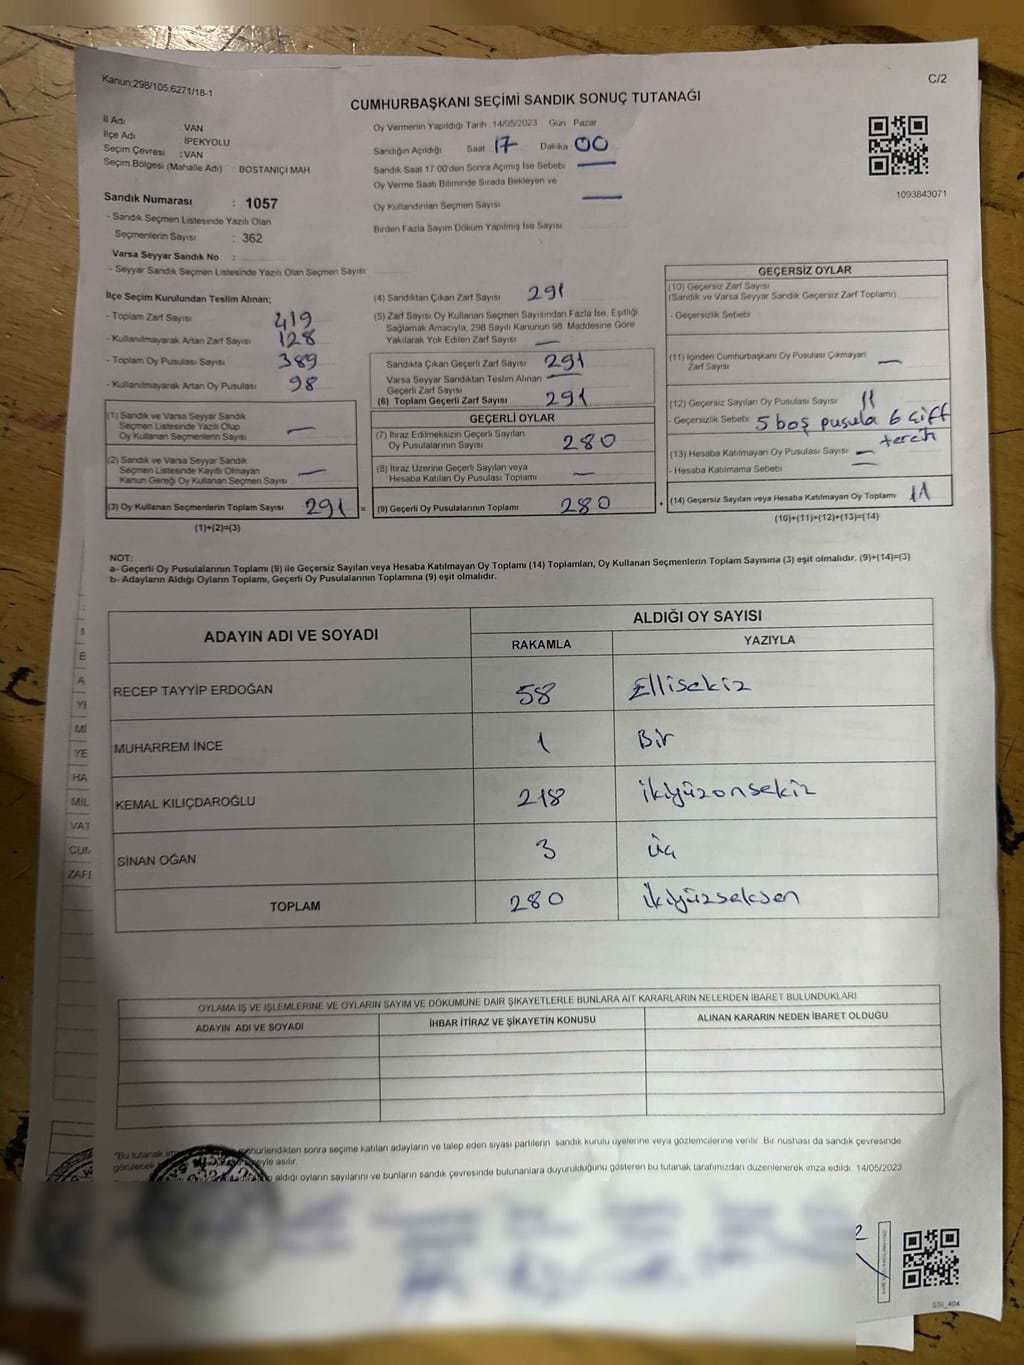 Kanun:298/105;6271/18-1
C/2
CUMHURBAŞKANI SEÇİMİ SANDIK SONUÇ TUTANAĞI
İl Adı : VAN
İlçe Adı : İPEKYOLU
Seçim Çevresi : VAN
Seçim Bölgesi (Mahalle Adı) : BOSTANİÇİ MAH
Oy Vermenin Yapıldığı Tarih : 14/05/2023 Gün : Pazar
Sandığın Açıldığı Saat 17 Dakika 00
Sandık Saat 17:00'den Sonra Açımış İse Sebebi —
Oy Verme Saati Bitiminde Sırada Bekleyen ve
Oy Kullandırılan Seçmen Sayısı —
Birden Fazla Sayım Döküm Yapılmış İse Sayısı
1093843071
Sandık Numarası : 1057
- Sandık Seçmen Listesinde Yazılı Olan
Seçmenlerin Sayısı : 362
Varsa Seyyar Sandık No :
- Seyyar Sandık Seçmen Listesinde Yazılı Olan Seçmen Sayısı
İlçe Seçim Kurulundan Teslim Alınan;
- Toplam Zarf Sayısı 419
- Kullanılmayarak Artan Zarf Sayısı 128
- Toplam Oy Pusulası Sayısı 389
- Kullanılmayarak Artan Oy Pusulası 98
(1) Sandık ve Varsa Seyyar Sandık
Seçmen Listesinde Yazılı Olup
Oy Kullanan Seçmenlerin Sayısı —
(2) Sandık ve Varsa Seyyar Sandık
Seçmen Listesinde Kayıtlı Olmayan
Kanun Gereği Oy Kullanan Seçmen Sayısı —
(3) Oy Kullanan Seçmenlerin Toplam Sayısı 291 =
(1)+(2)=(3)
(4) Sandıktan Çıkan Zarf Sayısı 291
(5) Zarf Sayısı Oy Kullanan Seçmen Sayısından Fazla İse, Eşitliği
Sağlamak Amacıyla, 298 Sayılı Kanunun 98. Maddesine Göre
Yakılarak Yok Edilen Zarf Sayısı —
Sandıkta Çıkan Geçerli Zarf Sayısı 291
Varsa Seyyar Sandıktan Teslim Alınan
Geçerli Zarf Sayısı —
(6) Toplam Geçerli Zarf Sayısı 291
GEÇERLİ OYLAR
(7) İtiraz Edilmeksizin Geçerli Sayılan
Oy Pusulalarının Sayısı 280
(8) İtiraz Üzerine Geçerli Sayılan veya
Hesaba Katılan Oy Pusulası Toplamı —
(9) Geçerli Oy Pusulalarının Toplamı 280 +
GEÇERSİZ OYLAR
(10) Geçersiz Zarf Sayısı
(Sandık ve Varsa Seyyar Sandık Geçersiz Zarf Toplamı)
- Geçersizlik Sebebi
(11) İçinden Cumhurbaşkanı Oy Pusulası Çıkmayan
Zarf Sayısı —
(12) Geçersiz Sayılan Oy Pusulası Sayısı 11
- Geçersizlik Sebebi 5 boş pusula 6 çift
tercih
(13) Hesaba Katılmayan Oy Pusulası Sayısı —
- Hesaba Katılmama Sebebi —
(14) Geçersiz Sayılan veya Hesaba Katılmayan Oy Toplamı 11
(10)+(11)+(12)+(13)=(14)
NOT:
a- Geçerli Oy Pusulalarının Toplamı (9) ile Geçersiz Sayılan veya Hesaba Katılmayan Oy Toplamı (14) Toplamları, Oy Kullanan Seçmenlerin Toplam Sayısına (3) eşit olmalıdır. (9)+(14)=(3)
b- Adayların Aldığı Oyların Toplamı, Geçerli Oy Pusulalarının Toplamına (9) eşit olmalıdır.
ADAYIN ADI VE SOYADI
ALDIĞI OY SAYISI
RAKAMLA YAZIYLA
RECEP TAYYİP ERDOĞAN 58 Ellisekiz
MUHARREM İNCE 1 Bir
KEMAL KILIÇDAROĞLU 218 ikiyüzonsekiz
SİNAN OĞAN 3 üç
TOPLAM 280 ikiyüzseksen
OYLAMA İŞ VE İŞLEMLERİNE VE OYLARIN SAYIM VE DÖKÜMÜNE DAİR ŞİKAYETLERLE BUNLARA AİT KARARLARIN NELERDEN İBARET BULUNDUKLARI
ADAYIN ADI VE SOYADI
İHBAR İTİRAZ VE ŞİKAYETİN KONUSU
ALINAN KARARIN NEDEN İBARET OLDUĞU
*Bu tutanak mühürlendikten sonra seçime katılan adayların ve talep eden siyasi partilerin sandık kurulu üyelerine veya gözlemcilerine verilir. Bir nüshası da sandık çevresinde
görülecek asılır.
aldığı oyların sayılarını ve bunların sandık çevresinde bulunanlara duyurulduğunu gösteren bu tutanak tarafımızdan düzenlenerek imza edildi. 14/05/2023
SSI_404
YE
HA
MİL
VAT